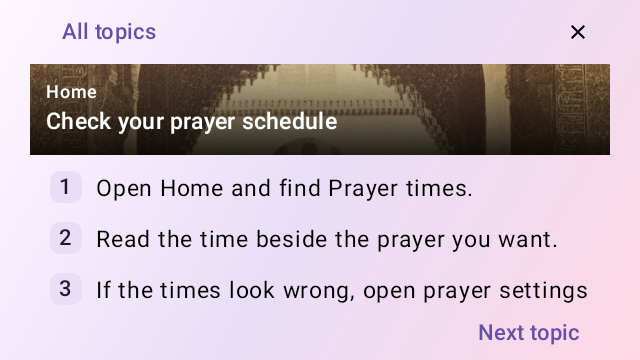 All topics
Home
Check your prayer schedule
1 Open Home and find Prayer times.
2 Read the time beside the prayer you want.
3 If the times look wrong, open prayer settings
Next topic